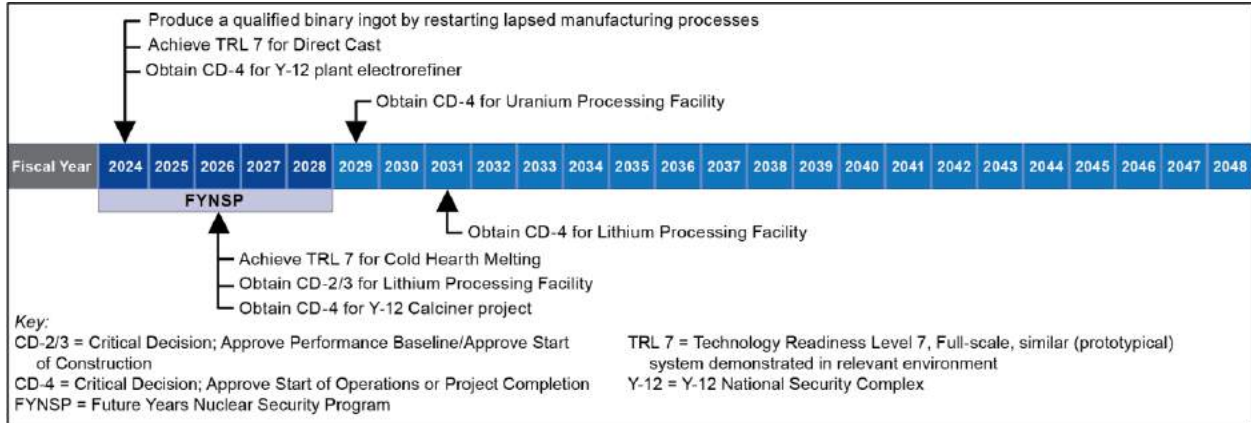 Produce a qualified binary ingot by restarting lapsed manufacturing processes
Achieve TRL 7 for Direct Cast
Obtain CD-4 for Y-12 plant electrorefiner
Obtain CD-4 for Uranium Processing Facility
Fiscal Year 2024 2025 2026 2027 2028 2029 2030 2031 2032 2033 2034 2035 2036 2037 2038 2039 2040 2041 2042 2043 2044 2045 2046 2047 2048
FYNSP
Obtain CD-4 for Lithium Processing Facility
Achieve TRL 7 for Cold Hearth Melting
Obtain CD-2/3 for Lithium Processing Facility
Obtain CD-4 for Y-12 Calciner project
Key:
CD-2/3 = Critical Decision; Approve Performance Baseline/Approve Start
of Construction
CD-4 = Critical Decision; Approve Start of Operations or Project Completion
FYNSP = Future Years Nuclear Security Program
TRL 7 = Technology Readiness Level 7, Full-scale, similar (prototypical)
system demonstrated in relevant environment
Y-12 = Y-12 National Security Complex